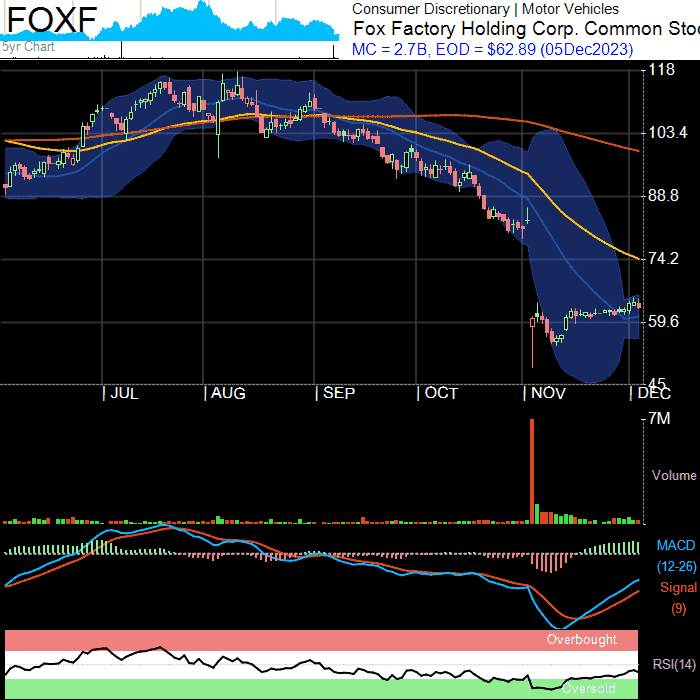 FOXF
5yr Chart
Consumer Discretionary | Motor Vehicles
Fox Factory Holding Corp. Common Stoc
MC = 2.7B, EOD = $62.89 (05Dec2023)
118
103.4
88.8
74.2
59.6
45
JUL AUG SEP OCT NOV DEC
7M
Volume
MACD
(12-26)
Signal
(9)
Overbought
RSI(14)
Oversold